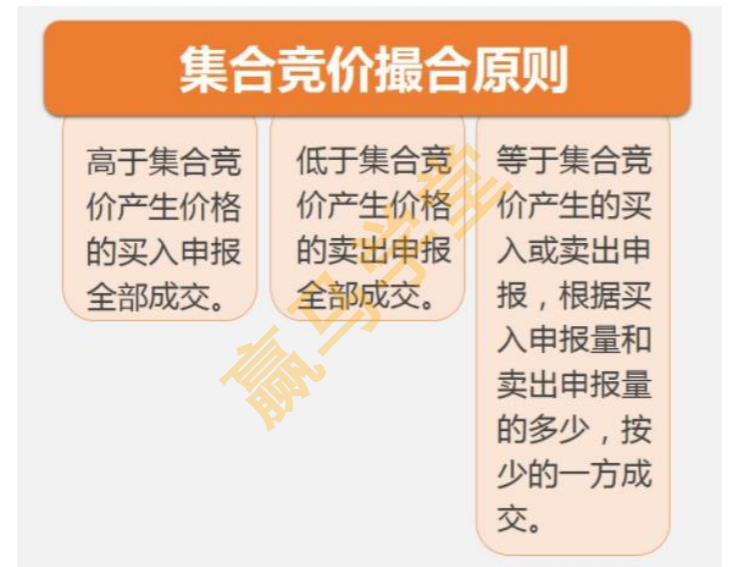 集合竞价撮合原则
高于集合竞
价产生价格
的买入申报
全部成交。
低于集合竞
价产生价格
的卖出申报
全部成交。
等于集合竞
价产生的买
入或卖出申
报，根据买
入申报量和
卖出申报量
的多少，按
少的一方成
交。
赢马学堂